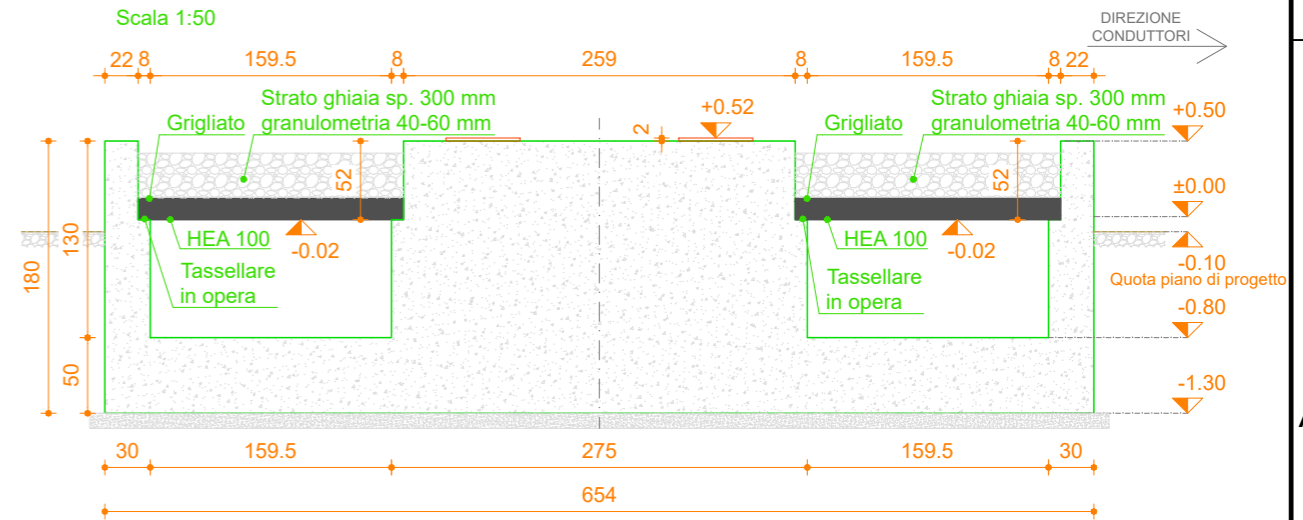 Scala 1:50
DIREZIONE
CONDUTTORI
22 8 159.5 8 259 8 159.5 8 22
Strato ghiaia sp. 300 mm
granulometria 40-60 mm
Grigliato
+0.52
2
Strato ghiaia sp. 300 mm
granulometria 40-60 mm
Grigliato
+0.50
52
52
±0.00
HEA 100
-0.02
HEA 100
-0.02
Tassellare
in opera
Tassellare
in opera
-0.10
Quota piano di progetto
-0.80
-1.30
180
130
50
30 159.5 275 159.5 30
654